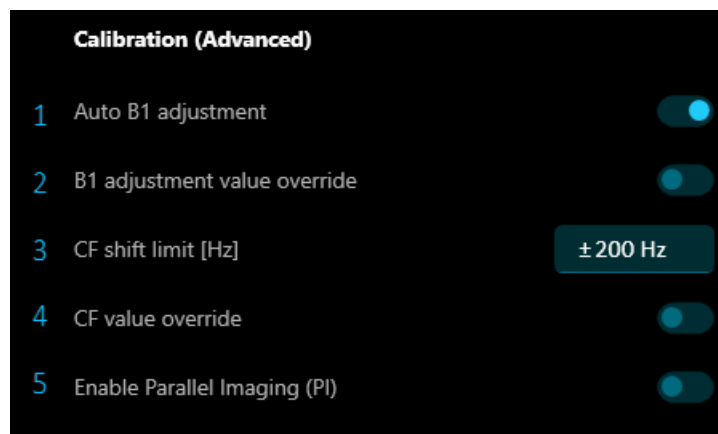 Calibration (Advanced)
1 Auto B1 adjustment
2 B1 adjustment value override
3 CF shift limit [Hz] ±200 Hz
4 CF value override
5 Enable Parallel Imaging (PI)